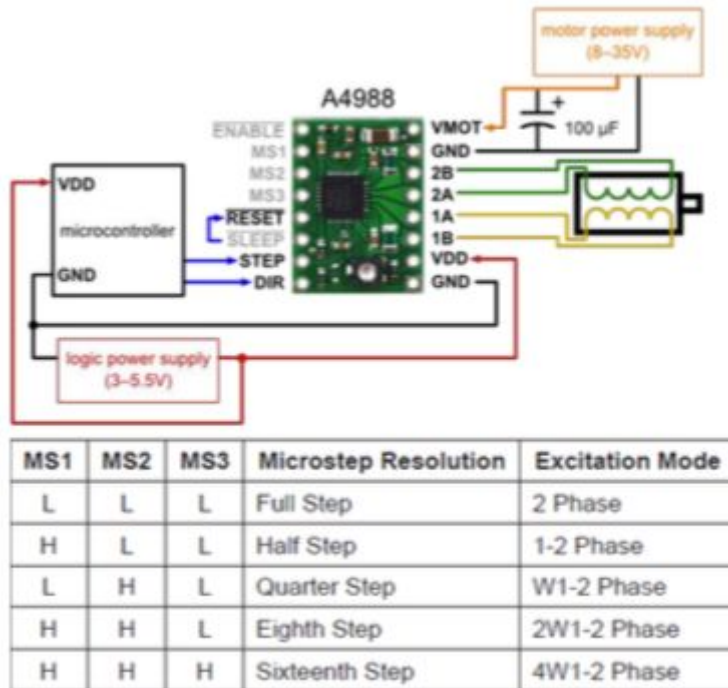 motor power supply
(8–35V)
A4988
ENABLE
VMOT
100 µF
MS1
GND
MS2
2B
VDD
MS3
2A
RESET
1A
microcontroller
SLEEP
1B
STEP
VDD
GND
DIR
GND
logic power supply
(3–5.5V)
MS1 MS2 MS3 Microstep Resolution Excitation Mode
L L L Full Step 2 Phase
H L L Half Step 1-2 Phase
L H L Quarter Step W1-2 Phase
H H L Eighth Step 2W1-2 Phase
H H H Sixteenth Step 4W1-2 Phase